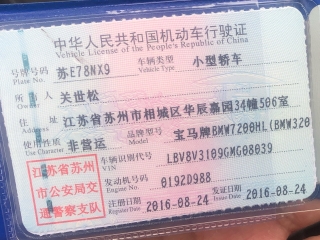 中华人民共和国机动车行驶证
Vehicle License of the People's Republic of China
号牌号码 苏E78NX9 车辆类型 小型轿车
Plate No. Vehicle Type
所有人 关世松
Owner
住址 江苏省苏州市相城区华辰嘉园34幢506室
Address
使用性质 非营运 品牌型号 宝马牌BMW7200HL(BMW320
Use Character Model
江苏省苏州市公安局交通警察支队
车辆识别代号 LBV8V3109GMG08039
VIN
发动机号码 0192D988
Engine No.
注册日期 2016-08-24 发证日期 2016-08-24
Register Date Issue Date